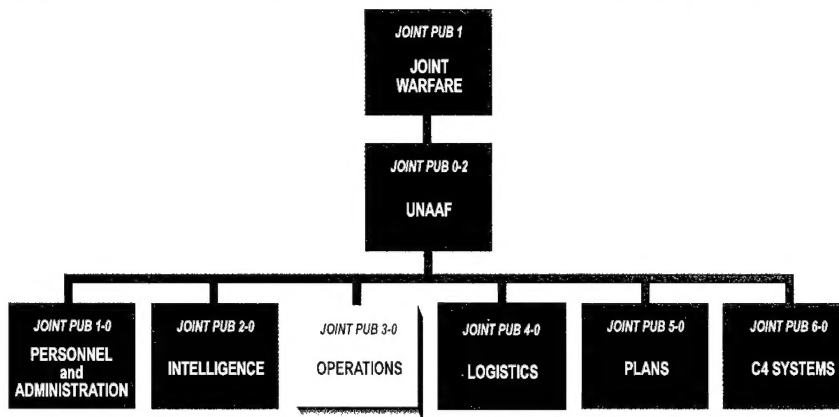 JOINT PUB 1
JOINT
WARFARE
JOINT PUB 0-2
UNAAF
JOINT PUB 1-0
PERSONNEL
and
ADMINISTRATION
JOINT PUB 2-0
INTELLIGENCE
JOINT PUB 3-0
OPERATIONS
JOINT PUB 4-0
LOGISTICS
JOINT PUB 5-0
PLANS
JOINT PUB 6-0
C4 SYSTEMS